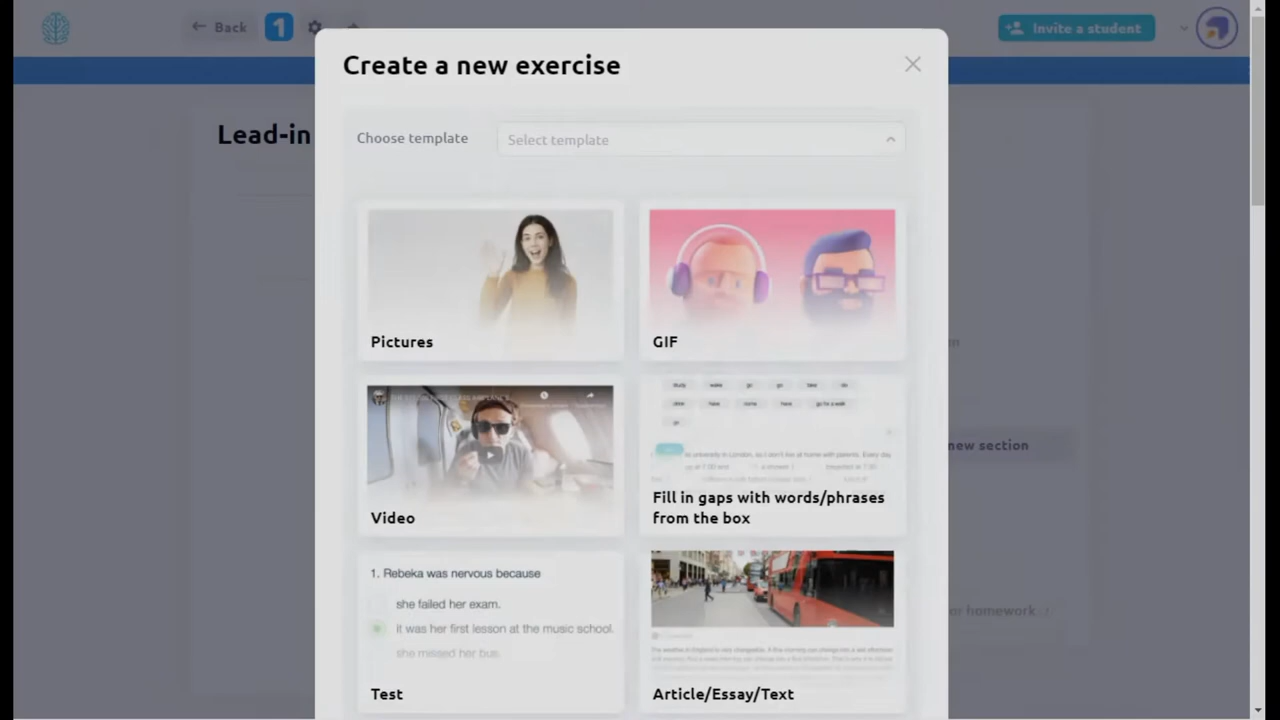 Back
1
Invite a student
Create a new exercise
Lead-in
Choose template
Select template
Pictures
GIF
Video
Fill in gaps with words/phrases
from the box
new section
1. Rebeka was nervous because
she failed her exam.
it was her first lesson at the music school.
she missed her bus.
Test
Article/Essay/Text
or homework